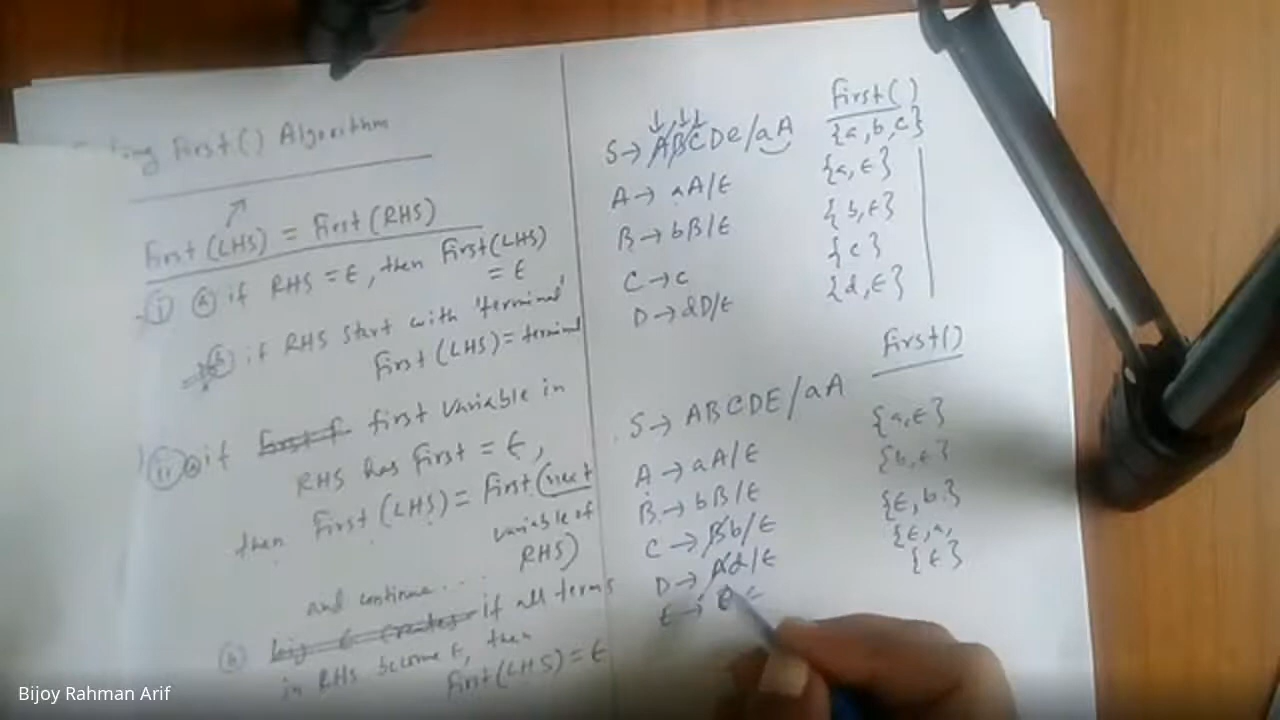 First() Algorithm
First (LHS) = First (RHS)
i a if RHS = ϵ, then First(LHS)
= ϵ
b if RHS start with 'terminal',
First (LHS) = terminal
ii a if first variable in
RHS has First = ϵ,
then First (LHS) = First (next
variable of
RHS)
and continue...
b if all terms
in RHS become ϵ, then
First (LHS) = ϵ
First()
S → ABCDe/aA {a, b, c}
A → aA/ϵ {a, ϵ}
B → bB/ϵ {b, ϵ}
C → c {c}
D → dD/ϵ {d, ϵ}
First()
S → ABCDE/aA
A → aA/ϵ {a, ϵ}
B → bB/ϵ {b, ϵ}
C → Bb/ϵ {ϵ, b}
D → Ad/ϵ {ϵ, a,
E → {ϵ}
Bijoy Rahman Arif